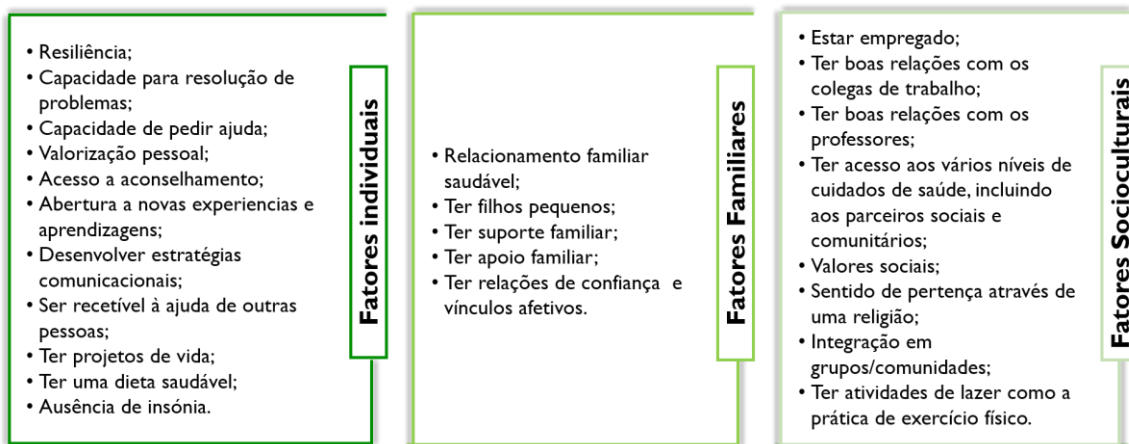 • Resiliência;
• Capacidade para resolução de
problemas;
• Capacidade de pedir ajuda;
• Valorização pessoal;
• Acesso a aconselhamento;
• Abertura a novas experiencias e
aprendizagens;
• Desenvolver estratégias
comunicacionais;
• Ser recetível à ajuda de outras
pessoas;
• Ter projetos de vida;
• Ter uma dieta saudável;
• Ausência de insónia.
Fatores individuais
• Relacionamento familiar
saudável;
• Ter filhos pequenos;
• Ter suporte familiar;
• Ter apoio familiar;
• Ter relações de confiança e
vínculos afetivos.
Fatores Familiares
• Estar empregado;
• Ter boas relações com os
colegas de trabalho;
• Ter boas relações com os
professores;
• Ter acesso aos vários níveis de
cuidados de saúde, incluindo
aos parceiros sociais e
comunitários;
• Valores sociais;
• Sentido de pertença através de
uma religião;
• Integração em
grupos/comunidades;
• Ter atividades de lazer como a
prática de exercício físico.
Fatores Socioculturais